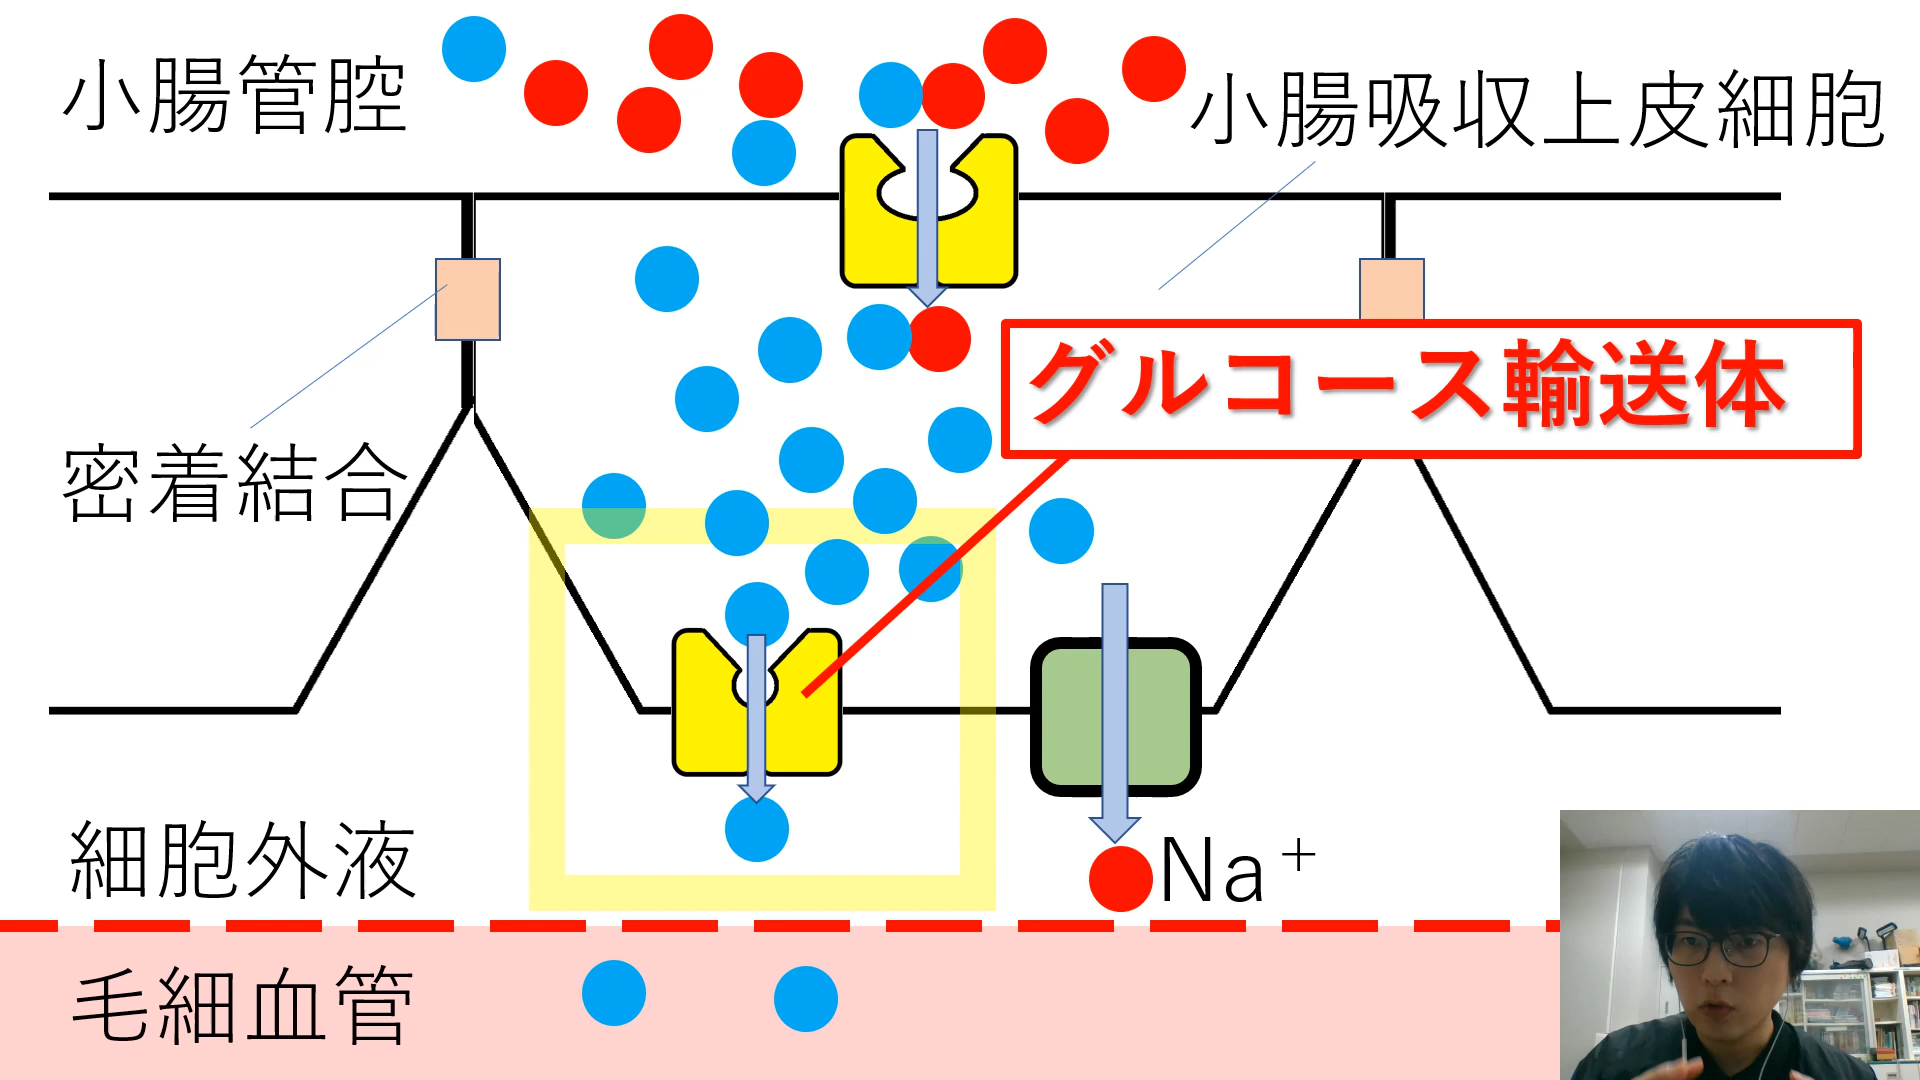 小腸管腔
小腸吸収上皮細胞
グルコース輸送体
密着結合
細胞外液
Na⁺
毛細血管